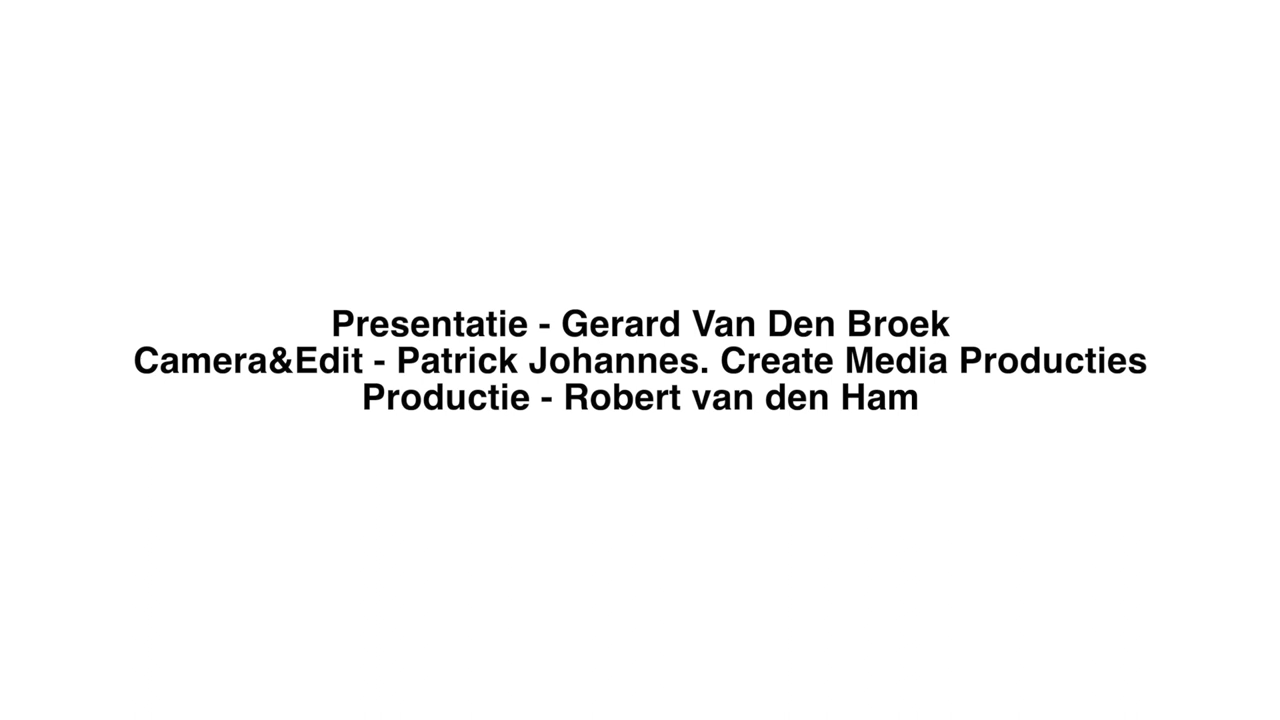 Presentatie - Gerard Van Den Broek
Camera&Edit - Patrick Johannes. Create Media Producties
Productie - Robert van den Ham